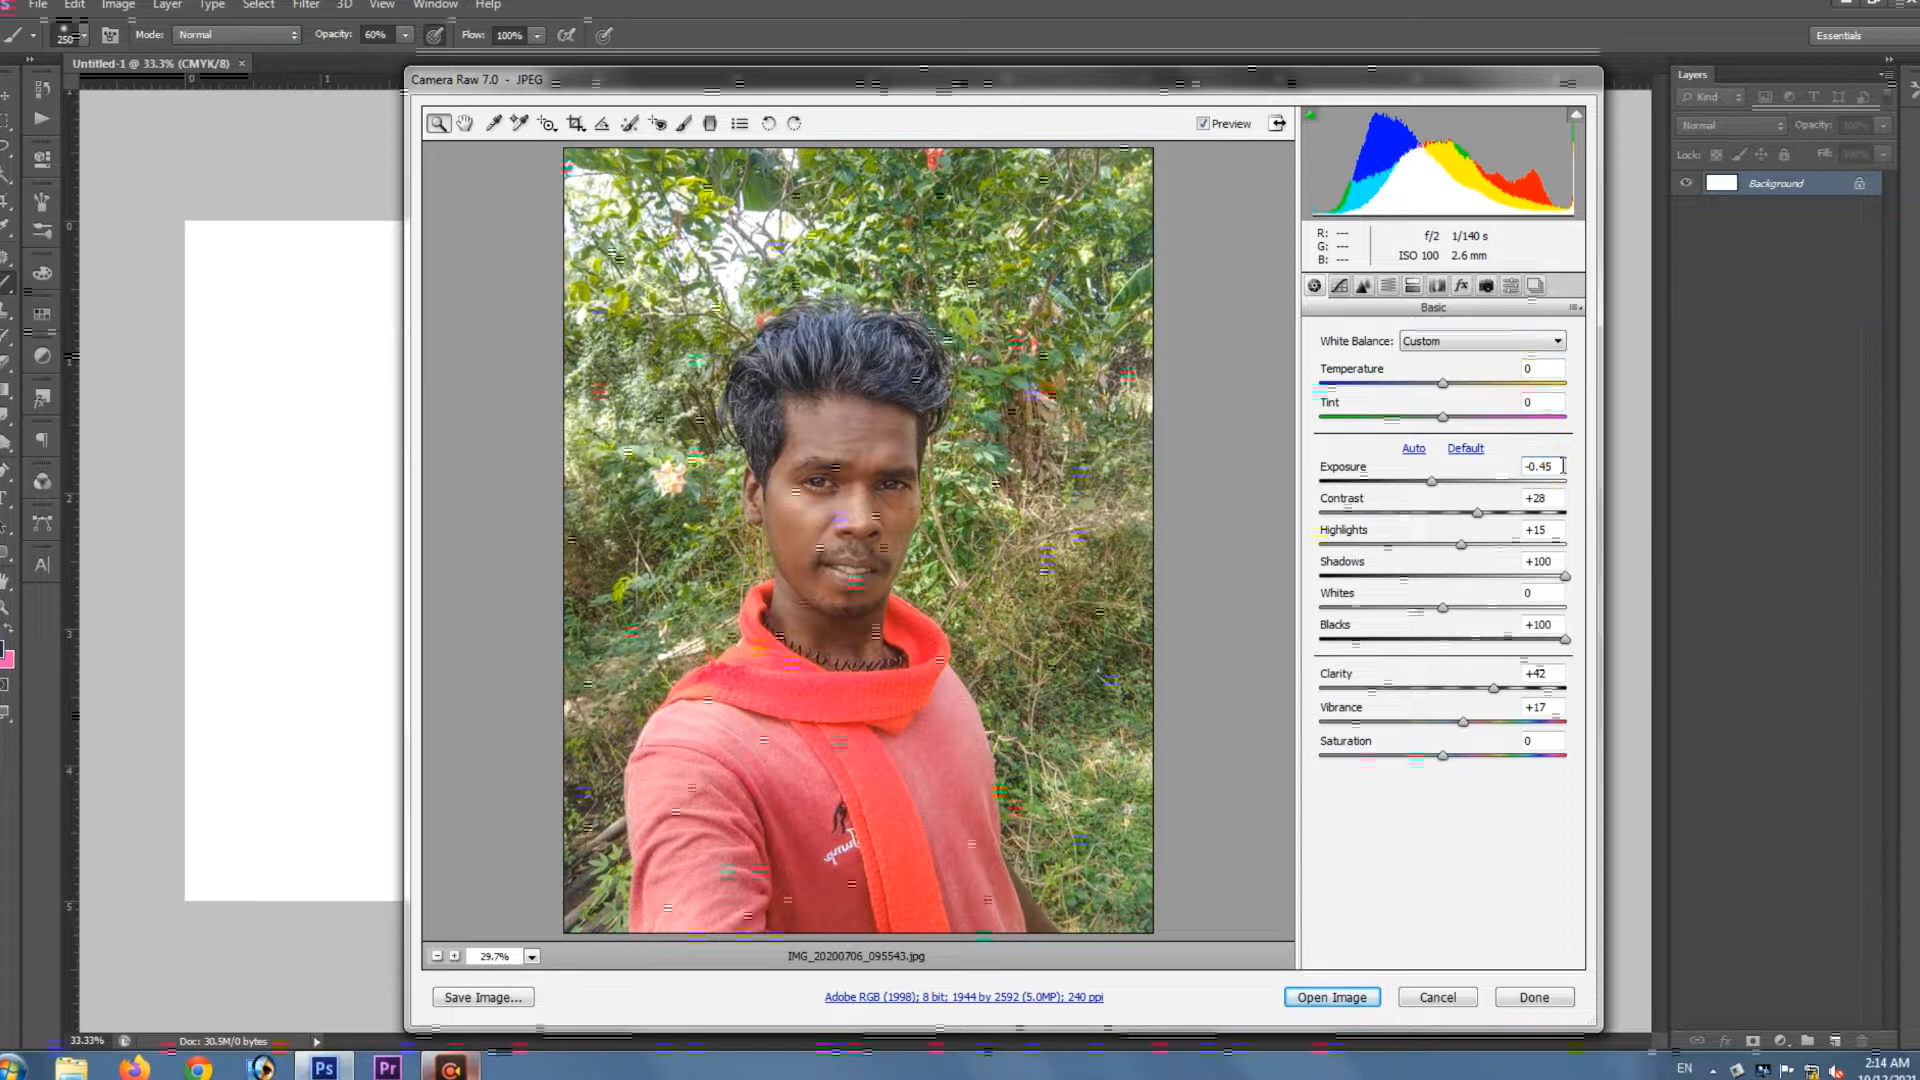 File Edit Image Layer Type Select Filter 3D View Window Help
250 Mode: Normal Opacity: 60% Flow: 100% Essentials
Untitled-1 @ 33.3% (CMYK/8) ×
Camera Raw 7.0 - JPEG
Layers
Kind
Normal Opacity: 100%
Lock: Fill: 100%
Background
Preview
R: ---
G: ---
B: ---
f/2 1/140 s
ISO 100 2.6 mm
Basic
White Balance: Custom
Temperature 0
Tint 0
Auto Default
Exposure -0.45
Contrast +28
Highlights +15
Shadows +100
Whites 0
Blacks +100
Clarity +42
Vibrance +17
Saturation 0
29.7% IMG_20200706_095543.jpg
Save Image... Adobe RGB (1998); 8 bit; 1944 by 2592 (5.0MP); 240 ppi Open Image Cancel Done
33.33% Doc: 30.5M/0 bytes
Ps Pr EN 2:14 AM